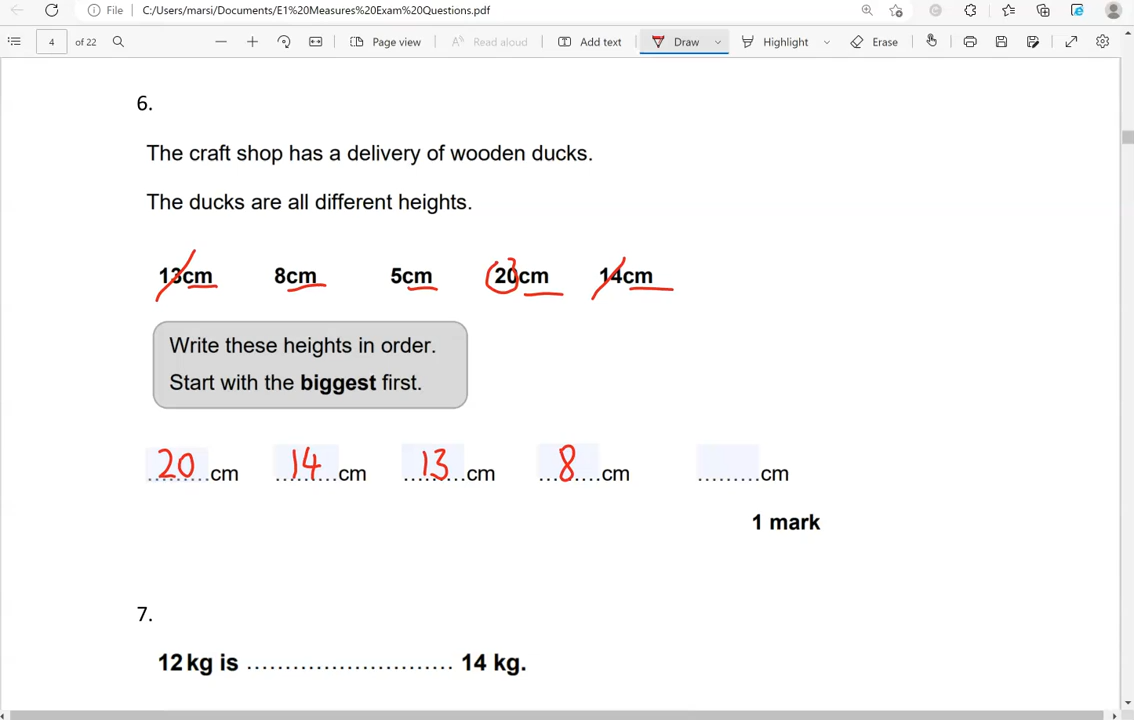 File C:/Users/marsi/Documents/E1%20Measures%20Exam%20Questions.pdf
4 of 22 Page view Read aloud Add text Draw Highlight Erase
6.
The craft shop has a delivery of wooden ducks.
The ducks are all different heights.
13cm 8cm 5cm 20cm 14cm
Write these heights in order.
Start with the biggest first.
20 cm 14 cm 13 cm 8 cm ......... cm
1 mark
7.
12 kg is ........................... 14 kg.